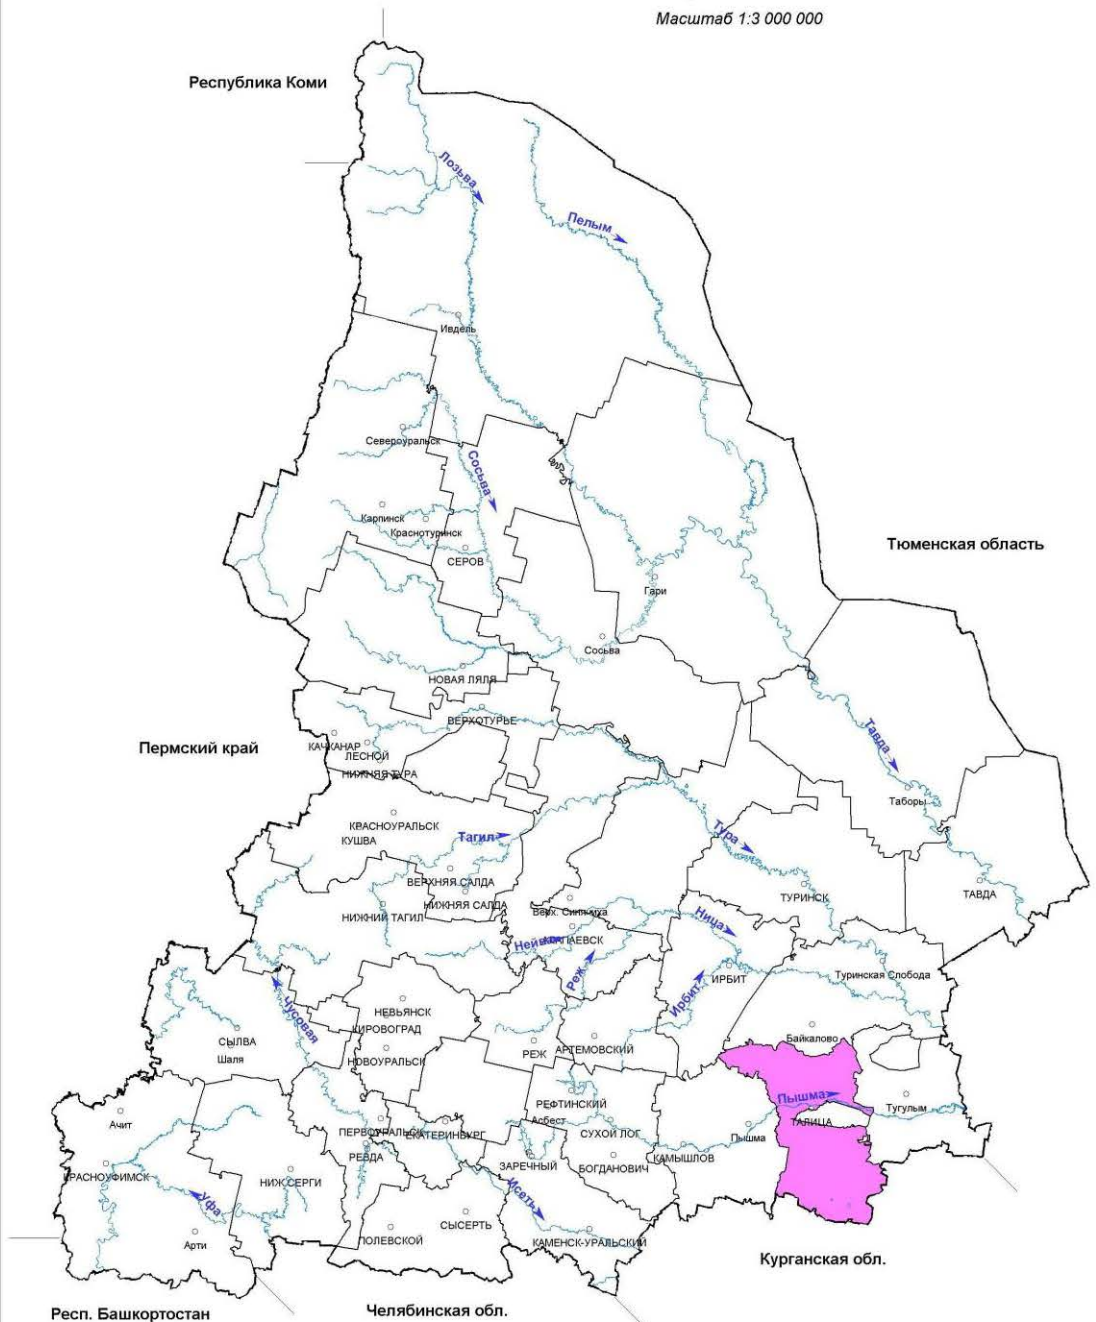 Масштаб 1:3 000 000
Республика Коми
Лозьва
Пелым
Ивдель
Североуральск
Сосьва
Карпинск
Краснотуринск
СЕРОВ
Тюменская область
Гари
Сосьва
НОВАЯ ЛЯЛЯ
ВЕРХОТУРЬЕ
Пермский край
КАЧКАНАР
ЛЕСНОЙ
НИЖНЯЯ ТУРА
Тавда
Таборы
КРАСНОУРАЛЬСК
КУШВА
Тагил
Тура
ВЕРХНЯЯ САЛДА
ТАВДА
ТУРИНСК
НИЖНЯЯ САЛДА
НИЖНИЙ ТАГИЛ
Ница
Нейва
Реж
ИРБИТ
Туринская Слобода
Ирбит
Чусовая
НЕВЬЯНСК
КИРОВОГРАД
Байкалово
СЫЛВА
Шаля
НОВОУРАЛЬСК
РЕЖ
АРТЕМОВСКИЙ
Пышма
РЕФТИНСКИЙ
Тугулым
Ачит
Асбест
ТАЛИЦА
ПЕРВОУРАЛЬСК
ЕКАТЕРИНБУРГ
СУХОЙ ЛОГ
Пышма
РЕВДА
КАМЫШЛОВ
ЗАРЕЧНЫЙ
БОГДАНОВИЧ
КРАСНОУФИМСК
НИЖ.СЕРГИ
Уфа
Исеть
СЫСЕРТЬ
Арти
ПОЛЕВСКОЙ
КАМЕНСК-УРАЛЬСКИЙ
Курганская обл.
Респ. Башкортостан
Челябинская обл.